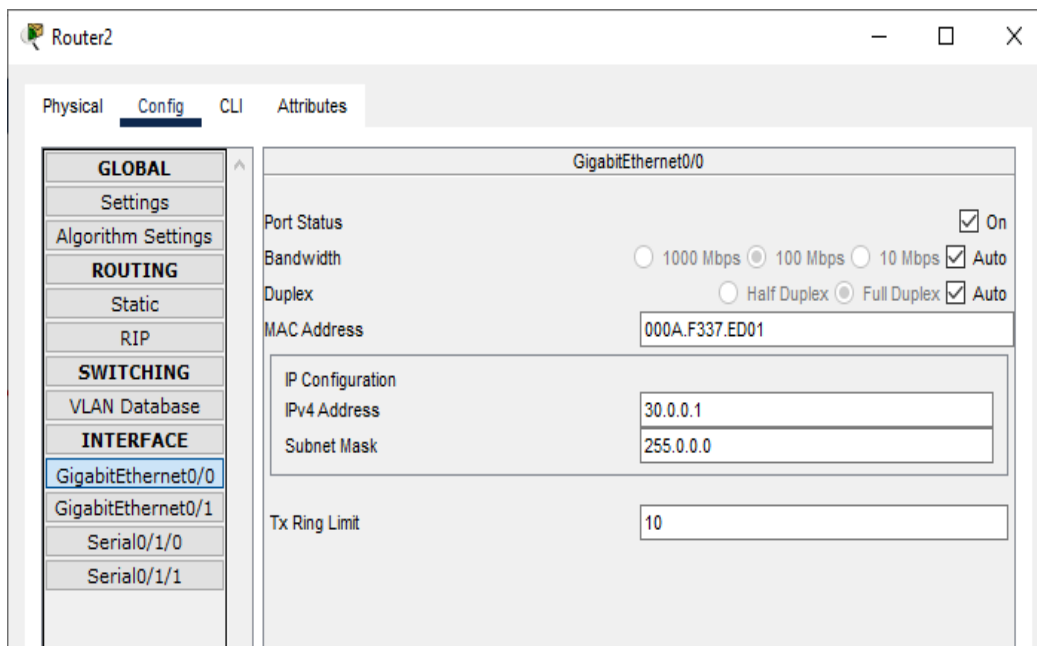 Router2
Physical Config CLI Attributes
GLOBAL
Settings
Algorithm Settings
ROUTING
Static
RIP
SWITCHING
VLAN Database
INTERFACE
GigabitEthernet0/0
GigabitEthernet0/1
Serial0/1/0
Serial0/1/1
GigabitEthernet0/0
Port Status On
Bandwidth 1000 Mbps 100 Mbps 10 Mbps Auto
Duplex Half Duplex Full Duplex Auto
MAC Address 000A.F337.ED01
IP Configuration
IPv4 Address 30.0.0.1
Subnet Mask 255.0.0.0
Tx Ring Limit 10